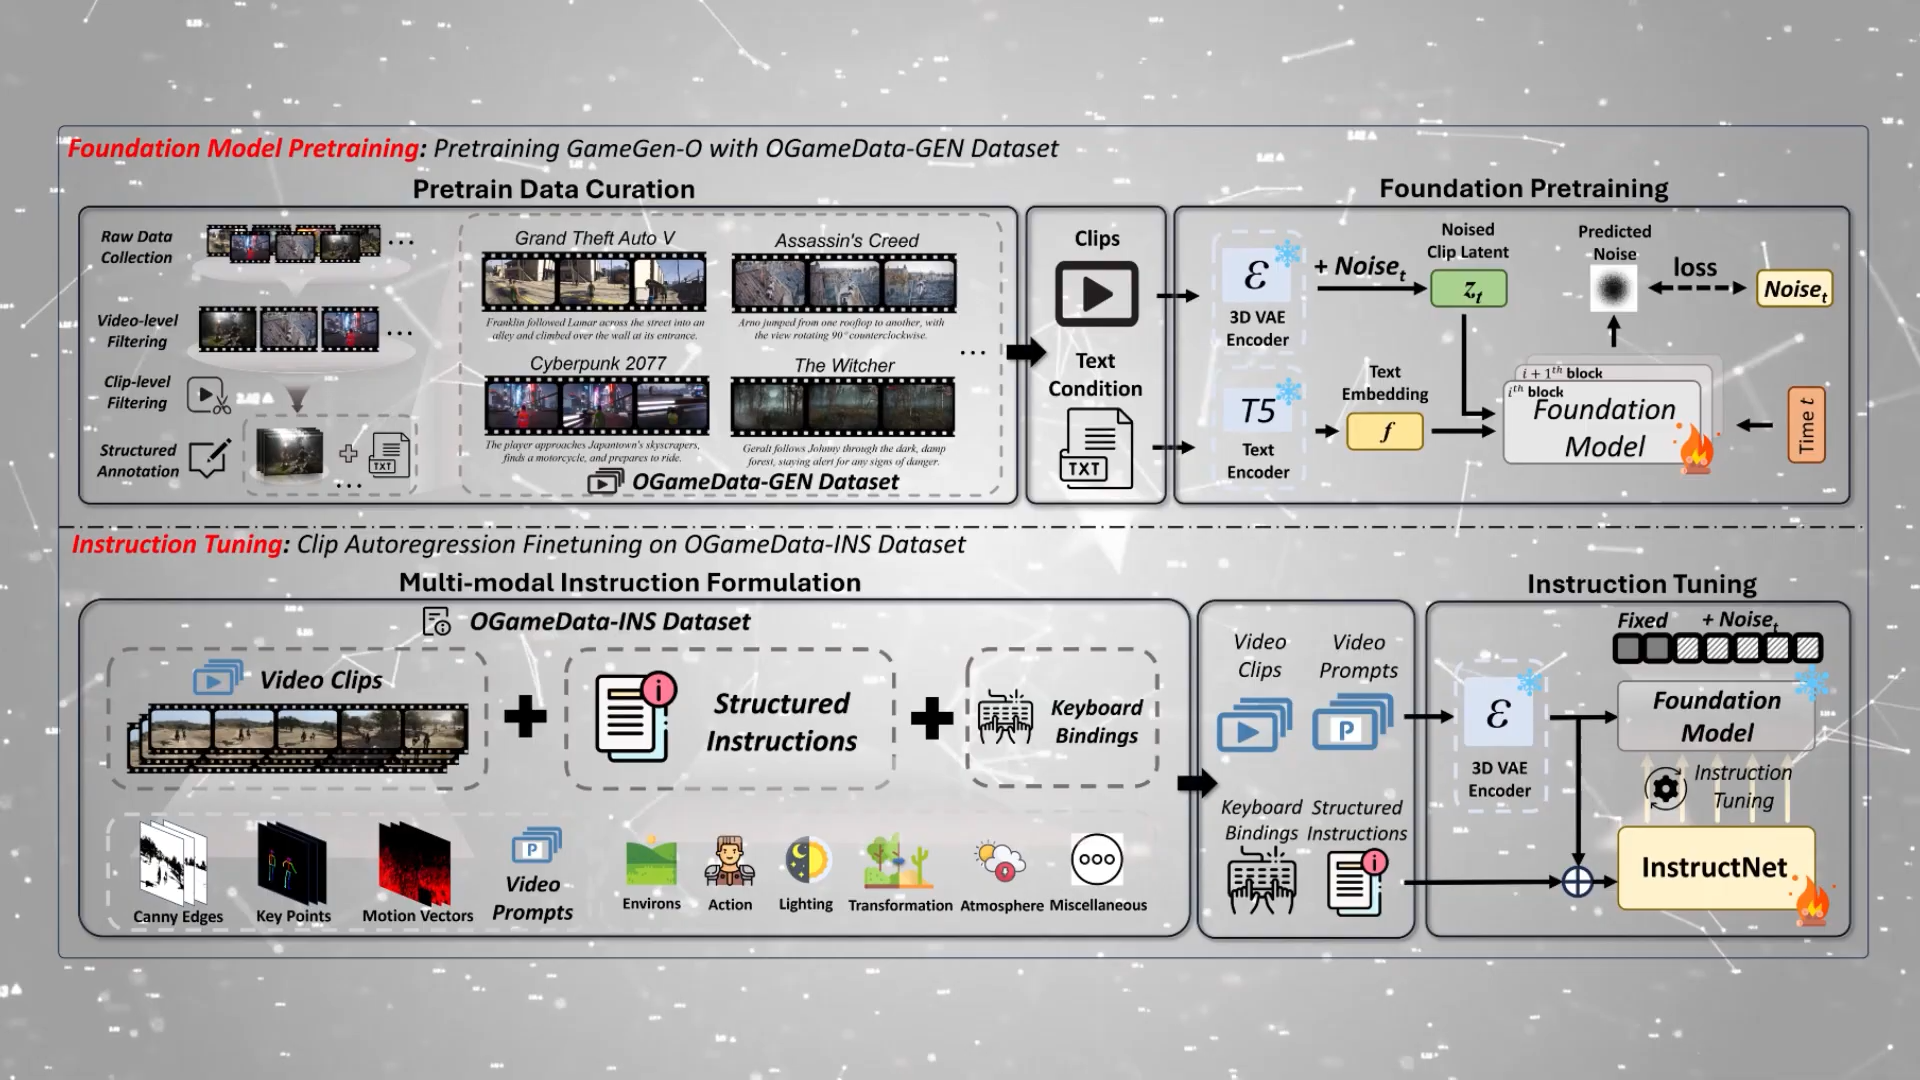 Foundation Model Pretraining: Pretraining GameGen-O with OGameData-GEN Dataset
Pretrain Data Curation
Raw Data
Collection
Video-level
Filtering
Clip-level
Filtering
Structured
Annotation
TXT
Grand Theft Auto V
Franklin followed Lamar across the street into an
alley and climbed over the wall at its entrance.
Assassin's Creed
Arno jumped from one rooftop to another, with
the view rotating 90° counterclockwise.
Cyberpunk 2077
The player approaches Japantown's skyscrapers,
finds a motorcycle, and prepares to ride.
The Witcher
Geralt follows Johnny through the dark, damp
forest, staying alert for any signs of danger.
OGameData-GEN Dataset
Clips
Text
Condition
TXT
Foundation Pretraining
ε
3D VAE
Encoder
+ Noise_t
Noised
Clip Latent
z_t
Predicted
Noise
loss
Noise_t
T5
Text
Encoder
Text
Embedding
f
i + 1^th block
i^th block
Foundation
Model
Time t
Instruction Tuning: Clip Autoregression Finetuning on OGameData-INS Dataset
Multi-modal Instruction Formulation
OGameData-INS Dataset
Video Clips
Structured
Instructions
Keyboard
Bindings
Canny Edges
Key Points
Motion Vectors
P
Video
Prompts
Environs
Action
Lighting
Transformation
Atmosphere
Miscellaneous
Video
Clips
Video
Prompts
P
Keyboard
Bindings
Structured
Instructions
Instruction Tuning
Fixed
+ Noise_t
ε
3D VAE
Encoder
Foundation
Model
Instruction
Tuning
InstructNet